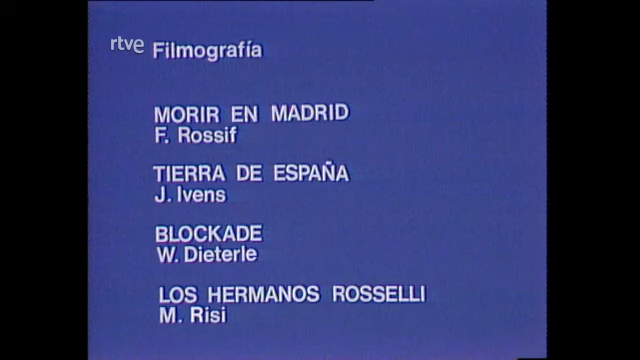 rtve
Filmografía
MORIR EN MADRID
F. Rossif
TIERRA DE ESPAÑA
J. Ivens
BLOCKADE
W. Dieterle
LOS HERMANOS ROSSELLI
M. Risi